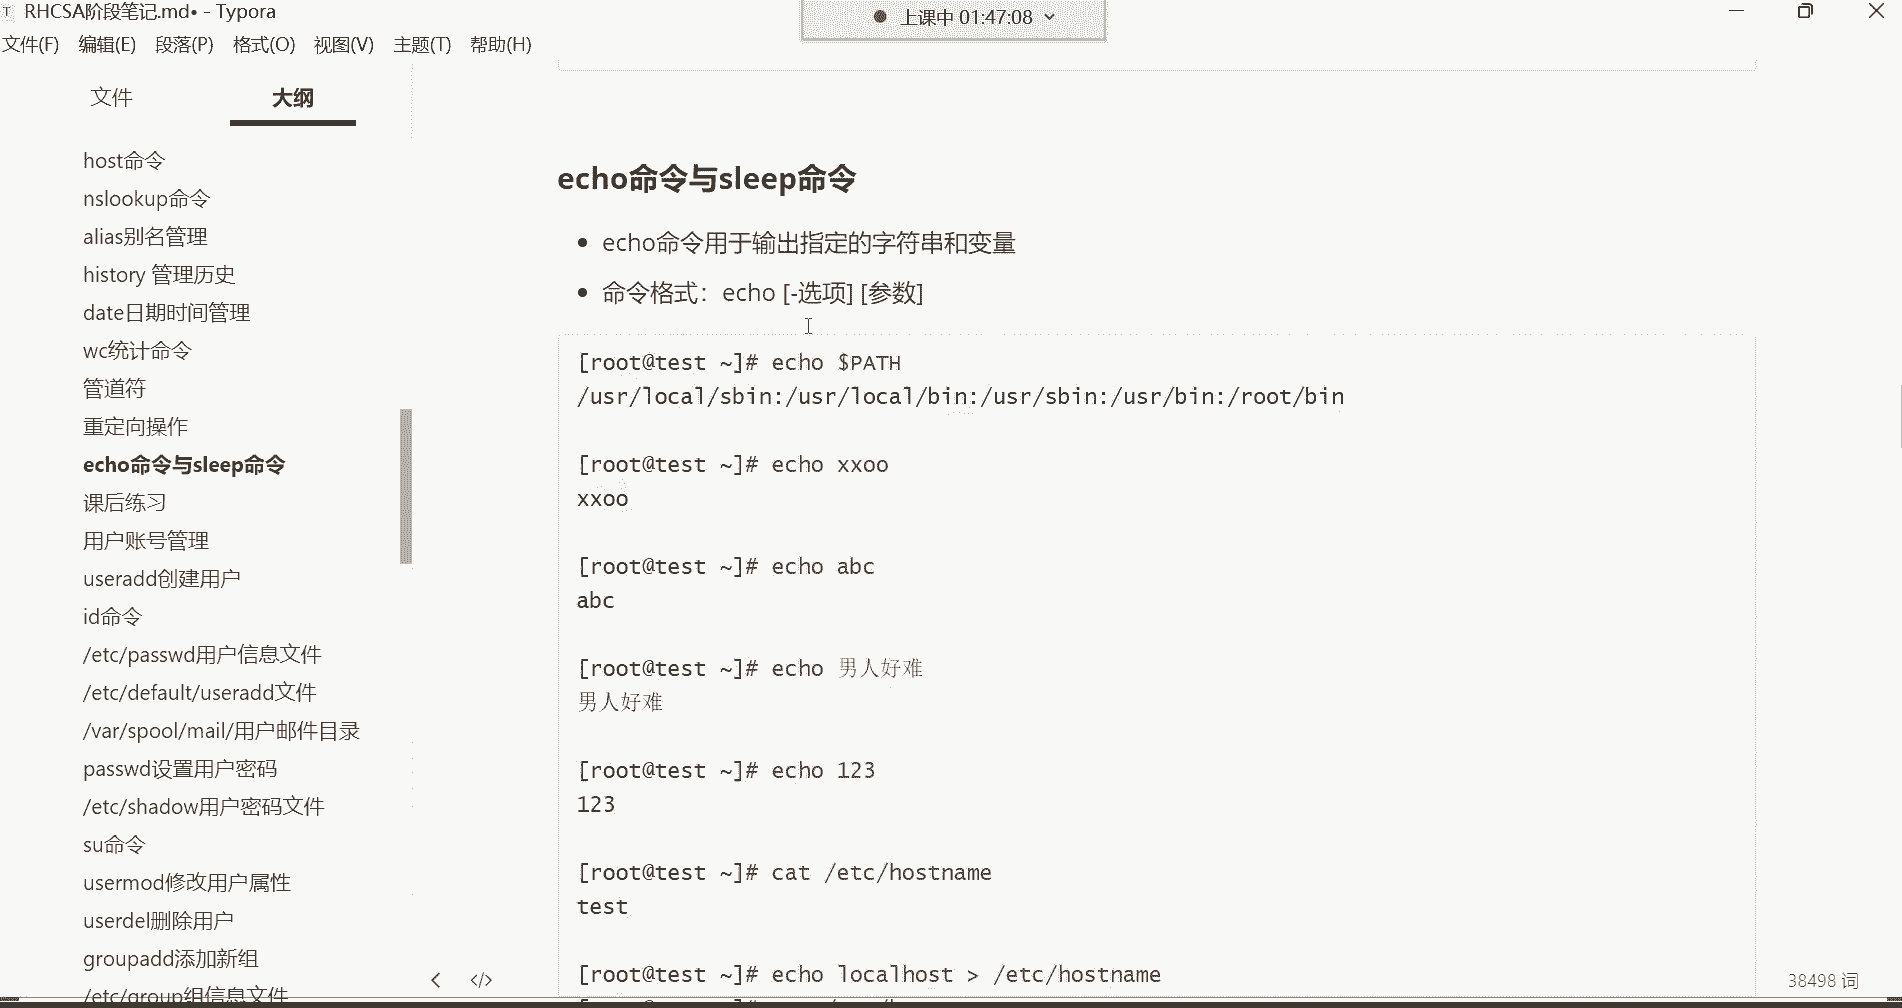 RHCSA阶段笔记.md• - Typora
上课中 01:47:08
文件(F) 编辑(E) 段落(P) 格式(O) 视图(V) 主题(T) 帮助(H)
文件 大纲
host命令
nslookup命令
alias别名管理
history 管理历史
date日期时间管理
wc统计命令
管道符
重定向操作
echo命令与sleep命令
课后练习
用户账号管理
useradd创建用户
id命令
/etc/passwd用户信息文件
/etc/default/useradd文件
/var/spool/mail/用户邮件目录
passwd设置用户密码
/etc/shadow用户密码文件
su命令
usermod修改用户属性
userdel删除用户
groupadd添加新组
/etc/group组信息文件
echo命令与sleep命令
• echo命令用于输出指定的字符串和变量
• 命令格式：echo [-选项] [参数]
[root@test ~]# echo $PATH
/usr/local/sbin:/usr/local/bin:/usr/sbin:/usr/bin:/root/bin
[root@test ~]# echo xxoo
xxoo
[root@test ~]# echo abc
abc
[root@test ~]# echo 男人好难
男人好难
[root@test ~]# echo 123
123
[root@test ~]# cat /etc/hostname
test
[root@test ~]# echo localhost > /etc/hostname
38498 词